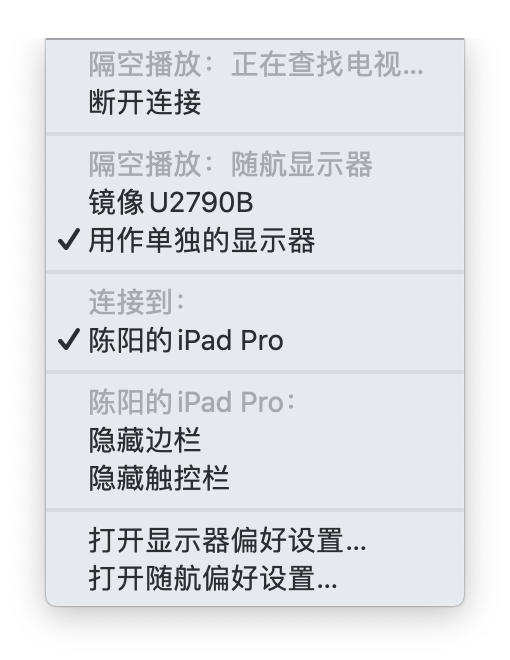 隔空播放：正在查找电视...
断开连接
隔空播放：随航显示器
镜像 U2790B
用作单独的显示器
连接到：
陈阳的 iPad Pro
陈阳的 iPad Pro：
隐藏边栏
隐藏触控栏
打开显示器偏好设置...
打开随航偏好设置...